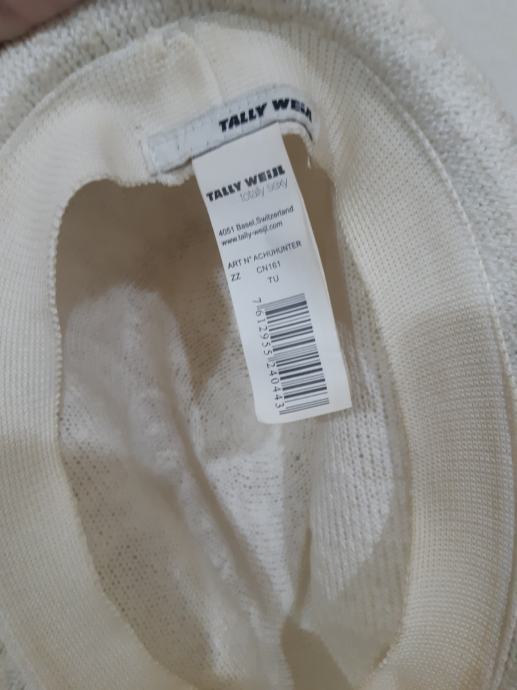 TALLY WEiJL
TALLY WEiJL
totally sexy
4051 Basel,Switzerland
www.tally-weijl.com
ART N° ACHUHUNTER
ZZ CN161
TU
7612955240443